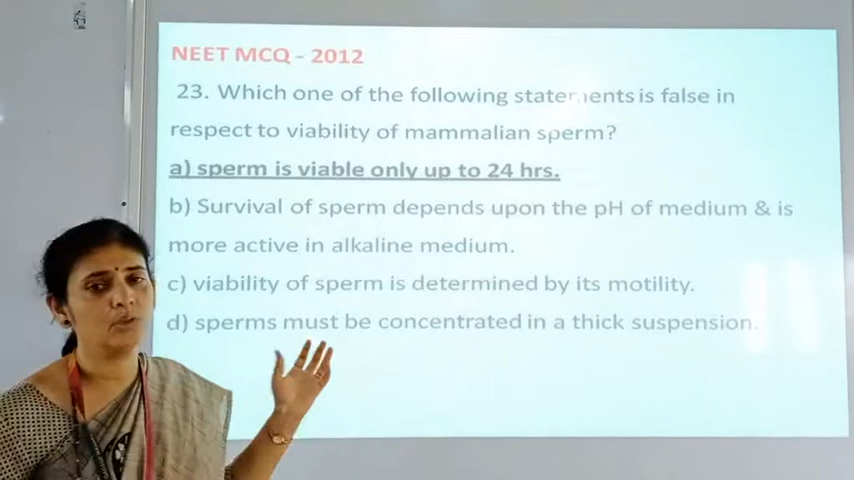 NEET MCQ - 2012
23. Which one of the following statements is false in
respect to viability of mammalian sperm?
a) sperm is viable only up to 24 hrs.
b) Survival of sperm depends upon the pH of medium & is
more active in alkaline medium.
c) viability of sperm is determined by its motility.
d) sperms must be concentrated in a thick suspension.